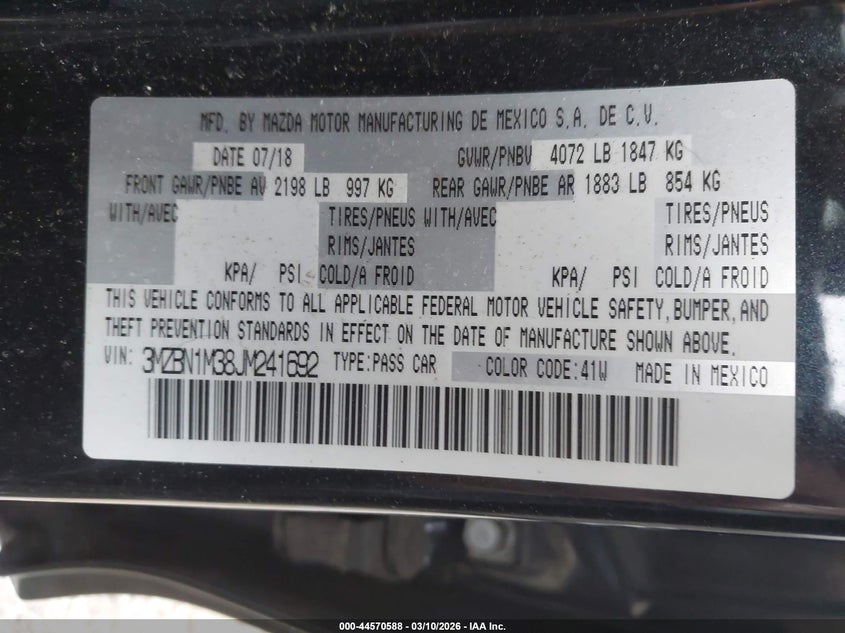 MFD. BY MAZDA MOTOR MANUFACTURING DE MEXICO S.A. DE C.V.
DATE 07/18 GVWR/PNBV 4072 LB 1847 KG
FRONT GAWR/PNBE AV 2198 LB 997 KG REAR GAWR/PNBE AR 1883 LB 854 KG
WITH/AVEC TIRES/PNEUS WITH/AVEC TIRES/PNEUS
RIMS/JANTES RIMS/JANTES
KPA/ PSI COLD/A FROID KPA/ PSI COLD/A FROID
THIS VEHICLE CONFORMS TO ALL APPLICABLE FEDERAL MOTOR VEHICLE SAFETY, BUMPER, AND
THEFT PREVENTION STANDARDS IN EFFECT ON THE DATE OF MANUFACTURE SHOWN ABOVE.
VIN: 3MZBN1M38JM241692 TYPE:PASS CAR COLOR CODE:41W MADE IN MEXICO
000-44570588 - 03/10/2026 - IAA Inc.